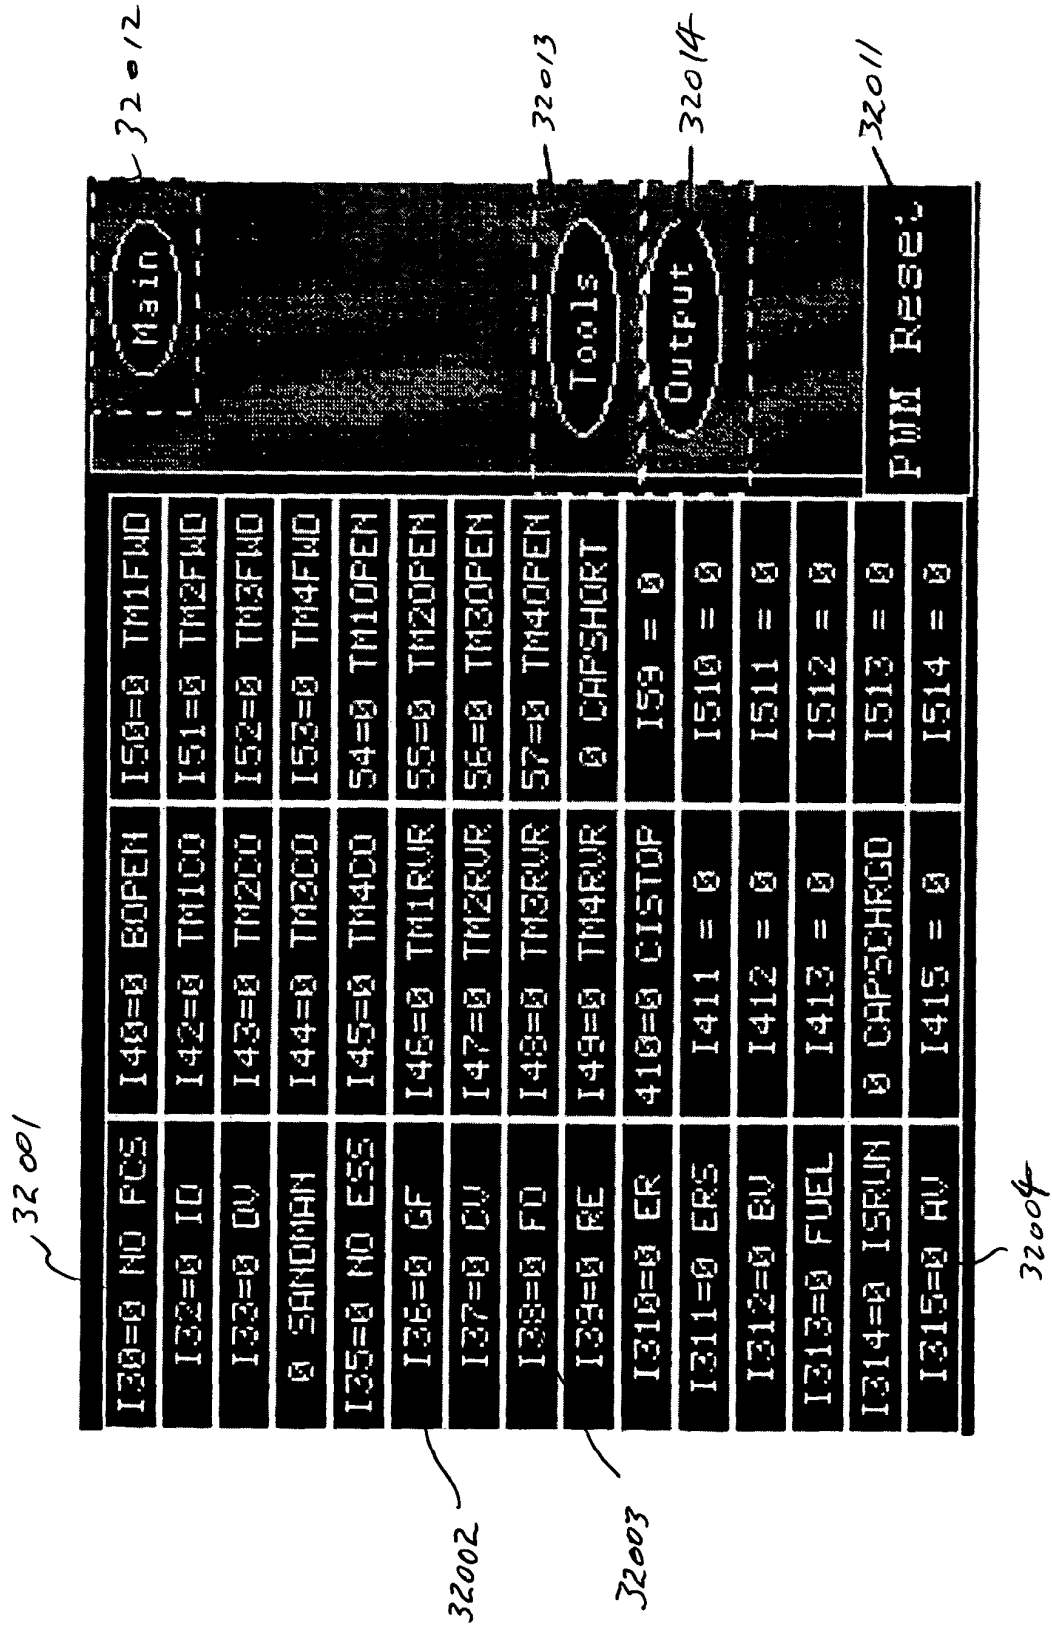 32001
I30=0 NO PCS I40=0 BOPEN I50=0 TM1FWD Main 32012
I32=0 IO I42=0 TM1CO I51=0 TM2FWD
I33=0 OV I43=0 TM2CO I52=0 TM3FWD
0 SANDMAN I44=0 TM3CO I53=0 TM4FWD
I35=0 NO ESS I45=0 TM4CO 54=0 TM1OPEN
I36=0 GF I46=0 TM1RVR 55=0 TM2OPEN
32002
I37=0 CV I47=0 TM2RVR 56=0 TM3OPEN
I38=0 FO I48=0 TM3RVR 57=0 TM4OPEN
32013
I39=0 RE I49=0 TM4RVR 0 CAPSHORT Tools
32003
I310=0 ER 410=0 CISTOP I59 = 0
I311=0 ERS I411 = 0 I510 = 0 Output 32014
I312=0 BV I412 = 0 I511 = 0
I313=0 FUEL I413 = 0 I512 = 0
I314=0 ISRUN 0 CAPSCHRGD I513 = 0
PWM Reset 32011
I315=0 AV I415 = 0 I514 = 0
32004